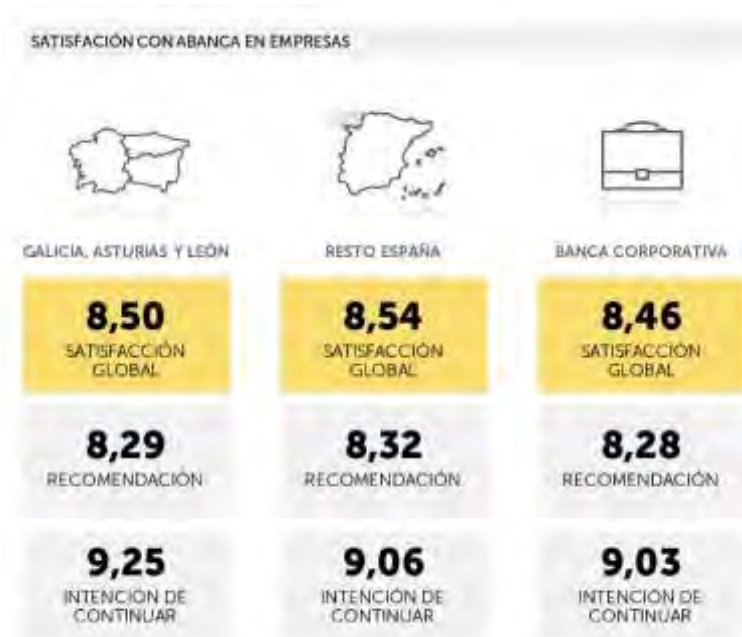 SATISFACIÓN CON ABANCA EN EMPRESAS
GALICIA, ASTURIAS Y LEÓN
RESTO ESPAÑA
BANCA CORPORATIVA
8,50
SATISFACCIÓN
GLOBAL
8,54
SATISFACCIÓN
GLOBAL
8,46
SATISFACCIÓN
GLOBAL
8,29
RECOMENDACIÓN
8,32
RECOMENDACIÓN
8,28
RECOMENDACIÓN
9,25
INTENCIÓN DE
CONTINUAR
9,06
INTENCIÓN DE
CONTINUAR
9,03
INTENCIÓN DE
CONTINUAR